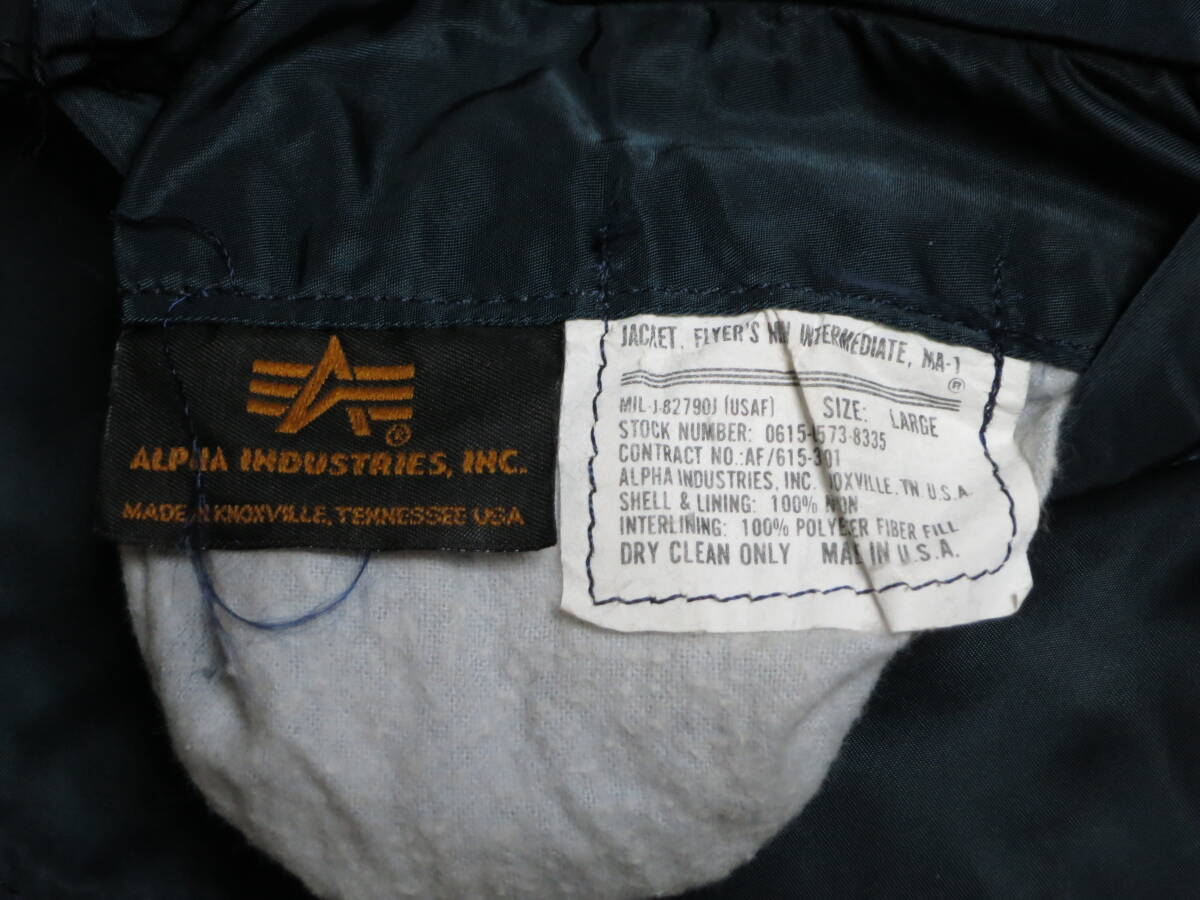 ALPHA INDUSTRIES, INC.
MADE IN KNOXVILLE, TENNESSEE USA
JACKET, FLYER'S INTERMEDIATE, MA-1
MIL-J-82790J (USAF) SIZE: LARGE
STOCK NUMBER: 0615-I573-8335
CONTRACT NO.: AF/615-301
ALPHA INDUSTRIES, INC. KNOXVILLE, TN U.S.A.
SHELL & LINING: 100%
INTERLINING: 100% POLYESTER FIBER FILL
DRY CLEAN ONLY MADE IN U.S.A.